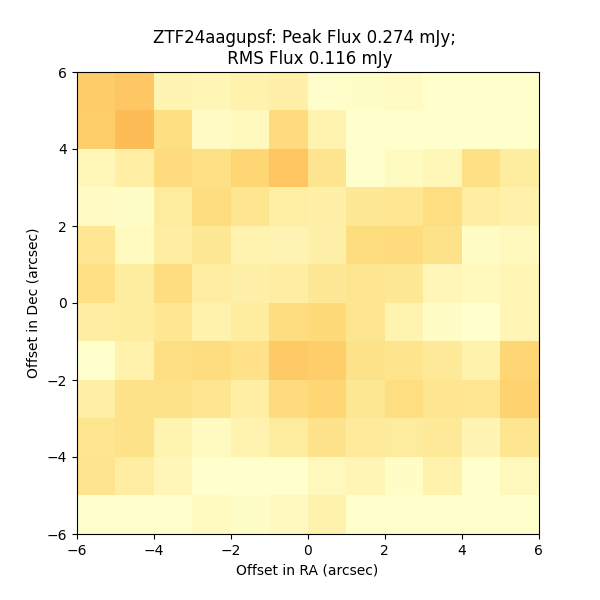 ZTF24aagupsf: Peak Flux 0.274 mJy;
RMS Flux 0.116 mJy
6
4
2
0
−2
−4
−6
Offset in Dec (arcsec)
−6 −4 −2 0 2 4 6
Offset in RA (arcsec)